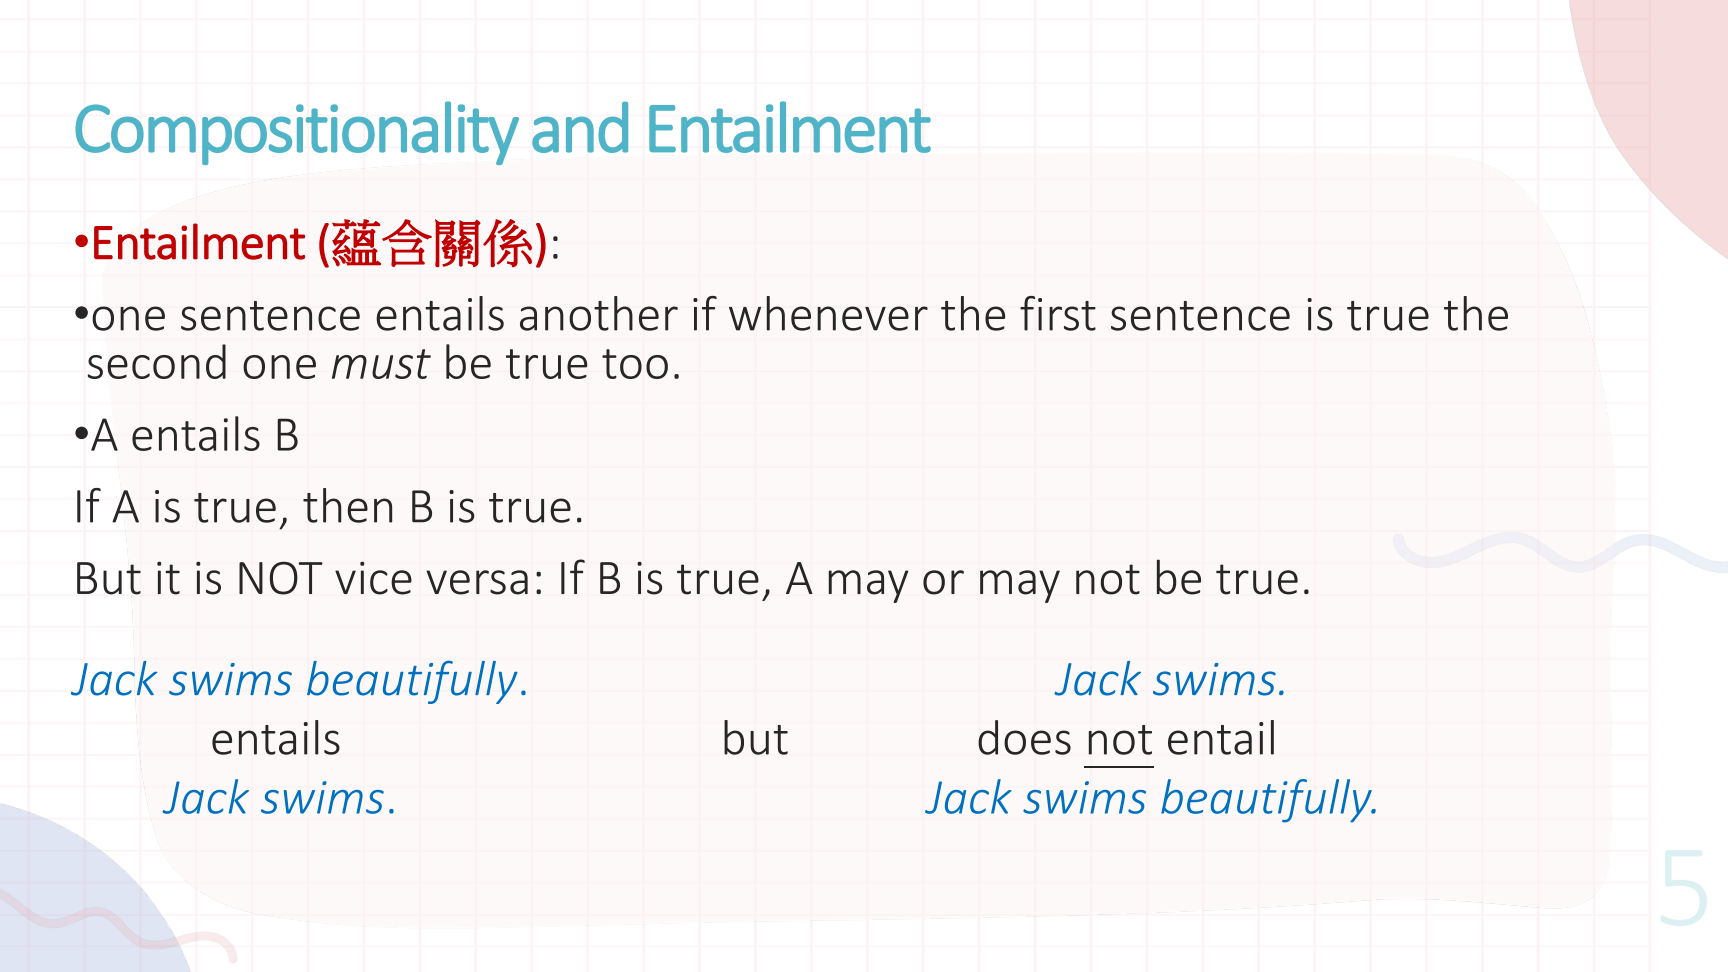 Compositionality and Entailment
•Entailment (蘊含關係):
•one sentence entails another if whenever the first sentence is true the
second one must be true too.
•A entails B
If A is true, then B is true.
But it is NOT vice versa: If B is true, A may or may not be true.
Jack swims beautifully. Jack swims.
entails but does not entail
Jack swims. Jack swims beautifully.
5